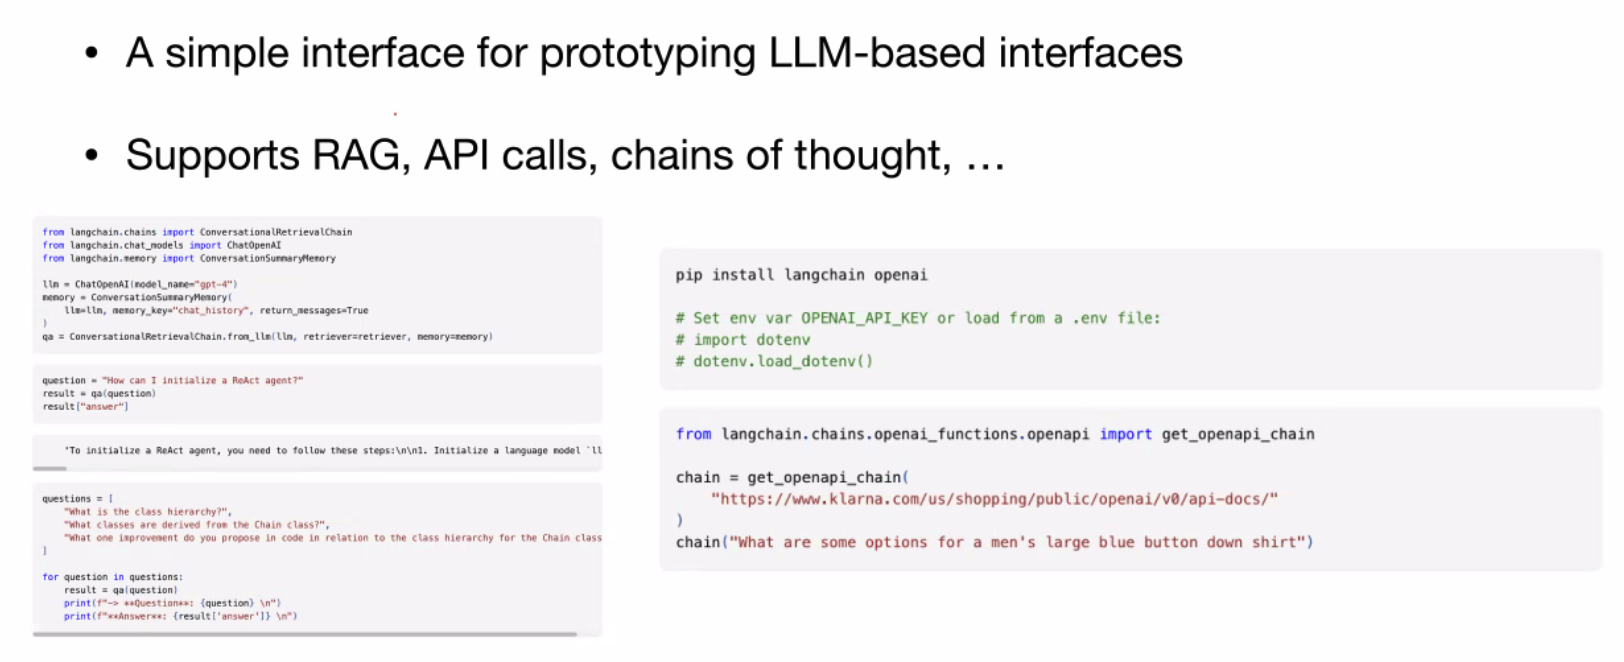 • A simple interface for prototyping LLM-based interfaces
• Supports RAG, API calls, chains of thought, …
from langchain.chains import ConversationalRetrievalChain
from langchain.chat_models import ChatOpenAI
from langchain.memory import ConversationSummaryMemory
llm = ChatOpenAI(model_name="gpt-4")
memory = ConversationSummaryMemory(
    llm=llm, memory_key="chat_history", return_messages=True
)
qa = ConversationalRetrievalChain.from_llm(llm, retriever=retriever, memory=memory)
question = "How can I initialize a ReAct agent?"
result = qa(question)
result["answer"]
'To initialize a ReAct agent, you need to follow these steps:\n\n1. Initialize a language model `ll
questions = [
    "What is the class hierarchy?",
    "What classes are derived from the Chain class?",
    "What one improvement do you propose in code in relation to the class hierarchy for the Chain class
]
for question in questions:
    result = qa(question)
    print(f"-> **Question**: {question} \n")
    print(f"**Answer**: {result['answer']} \n")
pip install langchain openai
# Set env var OPENAI_API_KEY or load from a .env file:
# import dotenv
# dotenv.load_dotenv()
from langchain.chains.openai_functions.openapi import get_openapi_chain
chain = get_openapi_chain(
    "https://www.klarna.com/us/shopping/public/openai/v0/api-docs/"
)
chain("What are some options for a men's large blue button down shirt")